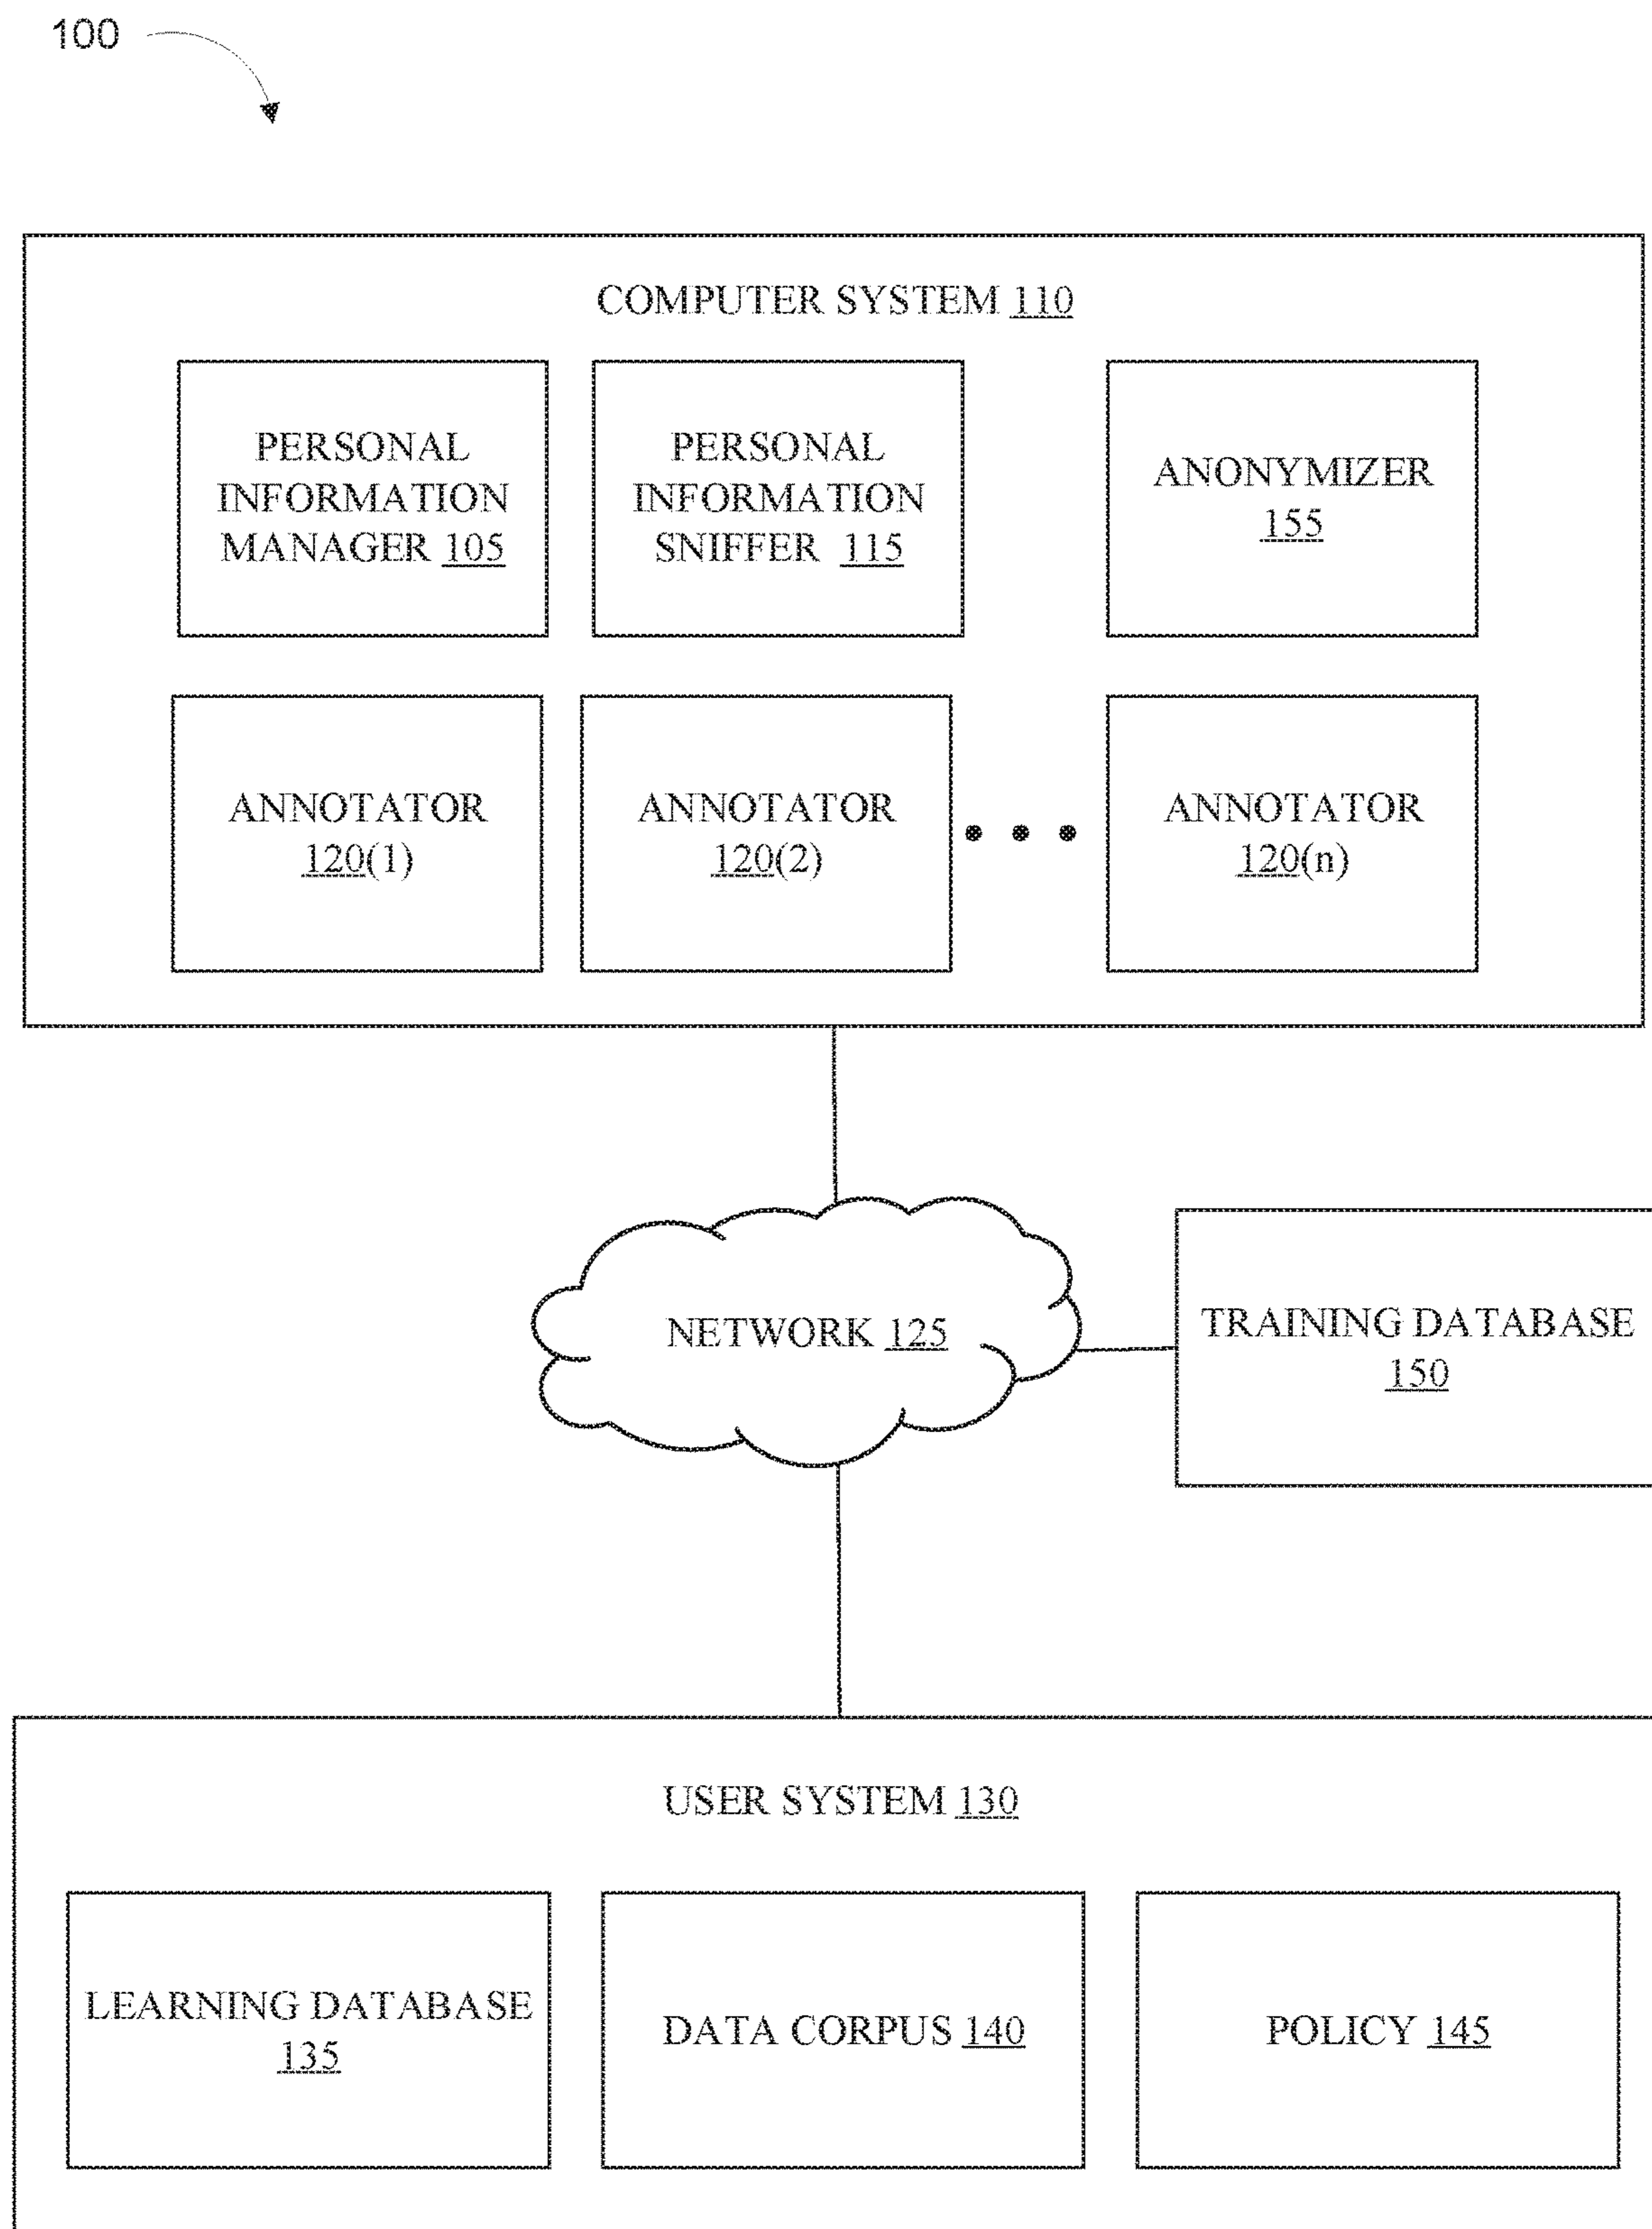 100
COMPUTER SYSTEM 110
PERSONAL
INFORMATION
MANAGER 105
PERSONAL
INFORMATION
SNIFFER 115
ANONYMIZER
155
ANNOTATOR
120(1)
ANNOTATOR
120(2)
ANNOTATOR
120(n)
NETWORK 125
TRAINING DATABASE
150
USER SYSTEM 130
LEARNING DATABASE
135
DATA CORPUS 140
POLICY 145